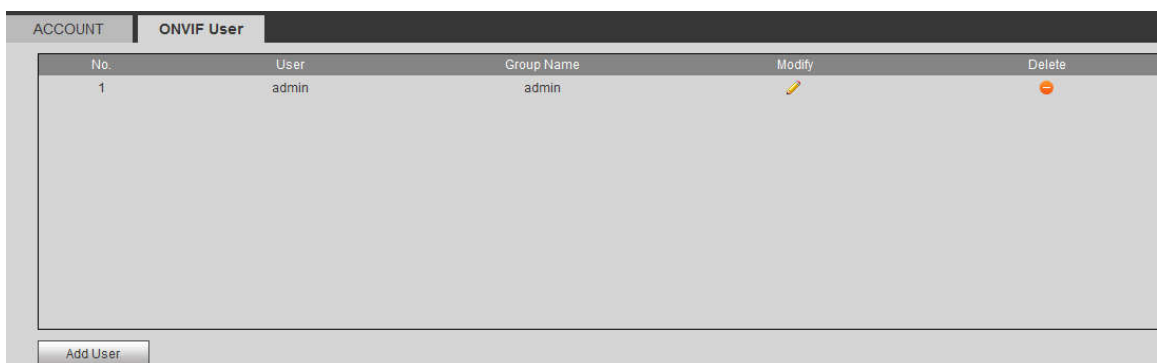 ACCOUNT ONVIF User
No. User Group Name Modify Delete
1 admin admin
Add User